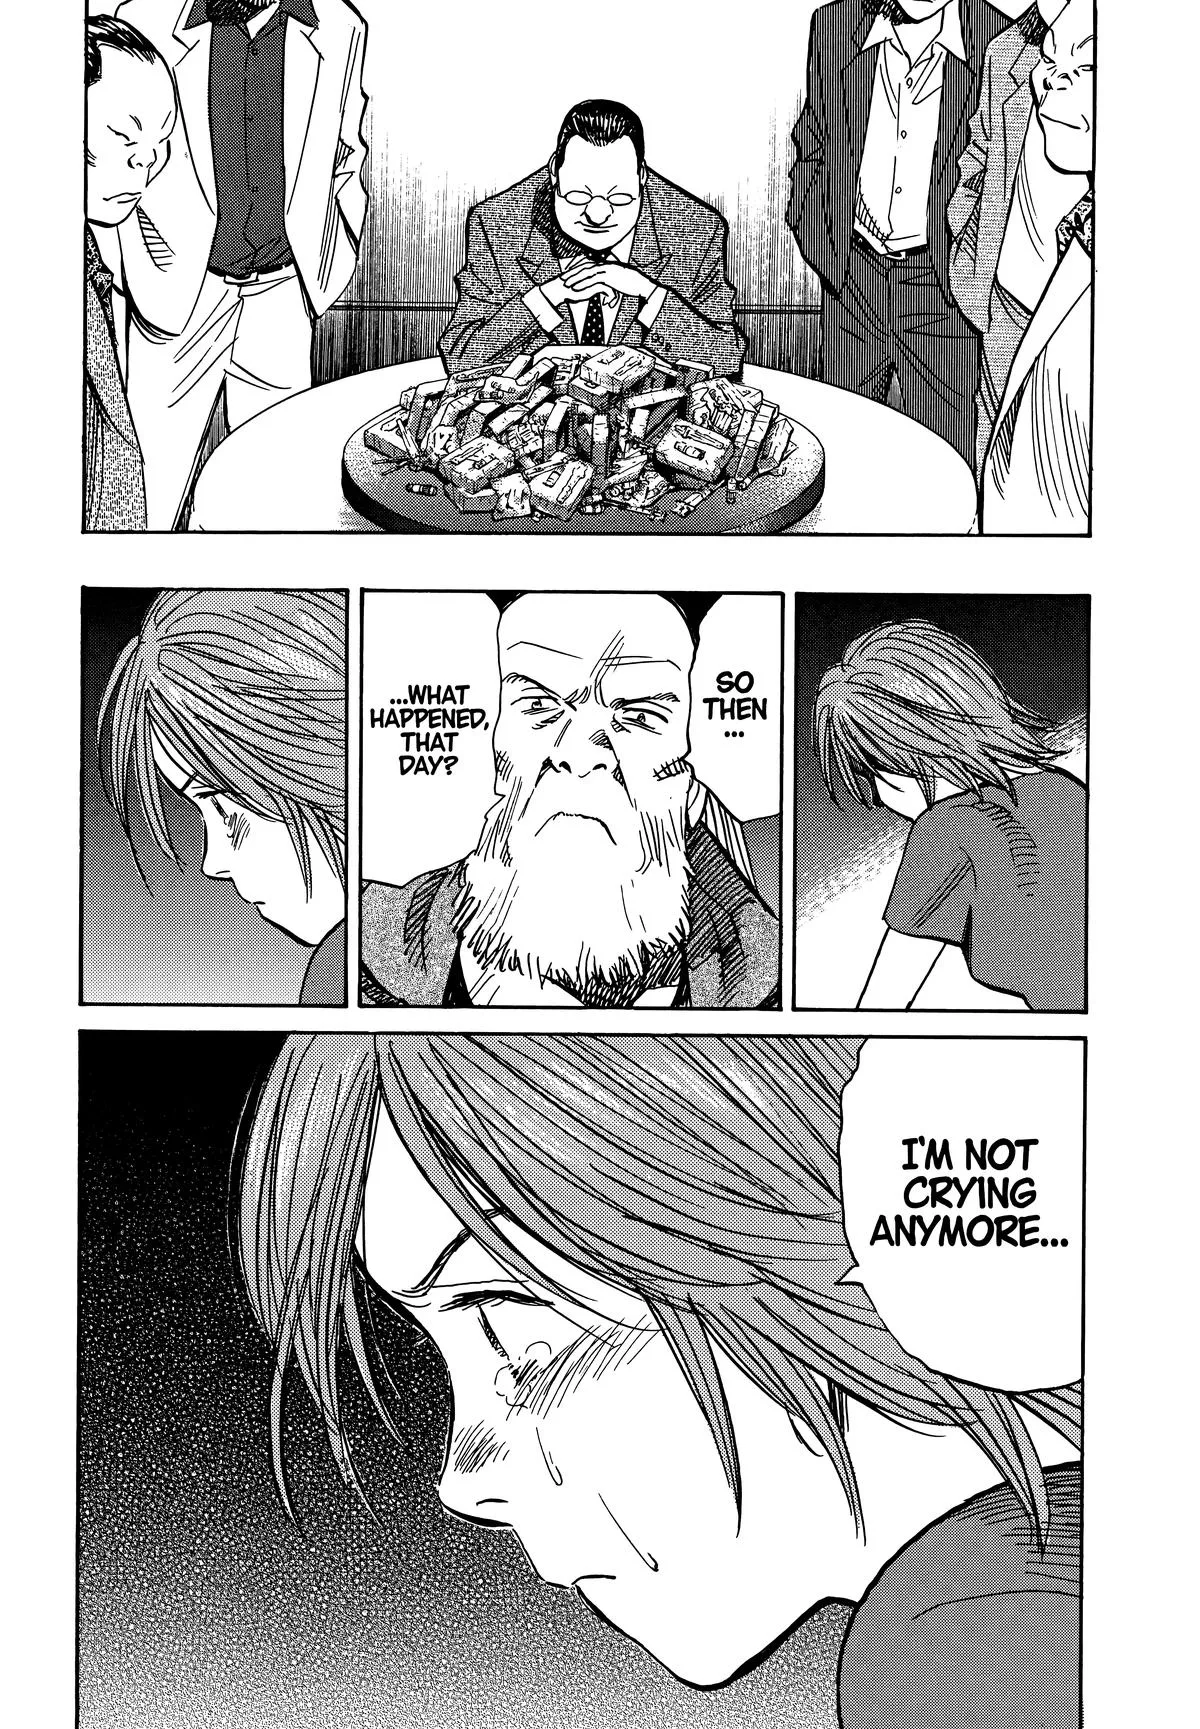 SO
THEN
...
...WHAT
HAPPENED,
THAT
DAY?
I'M NOT
CRYING
ANYMORE...